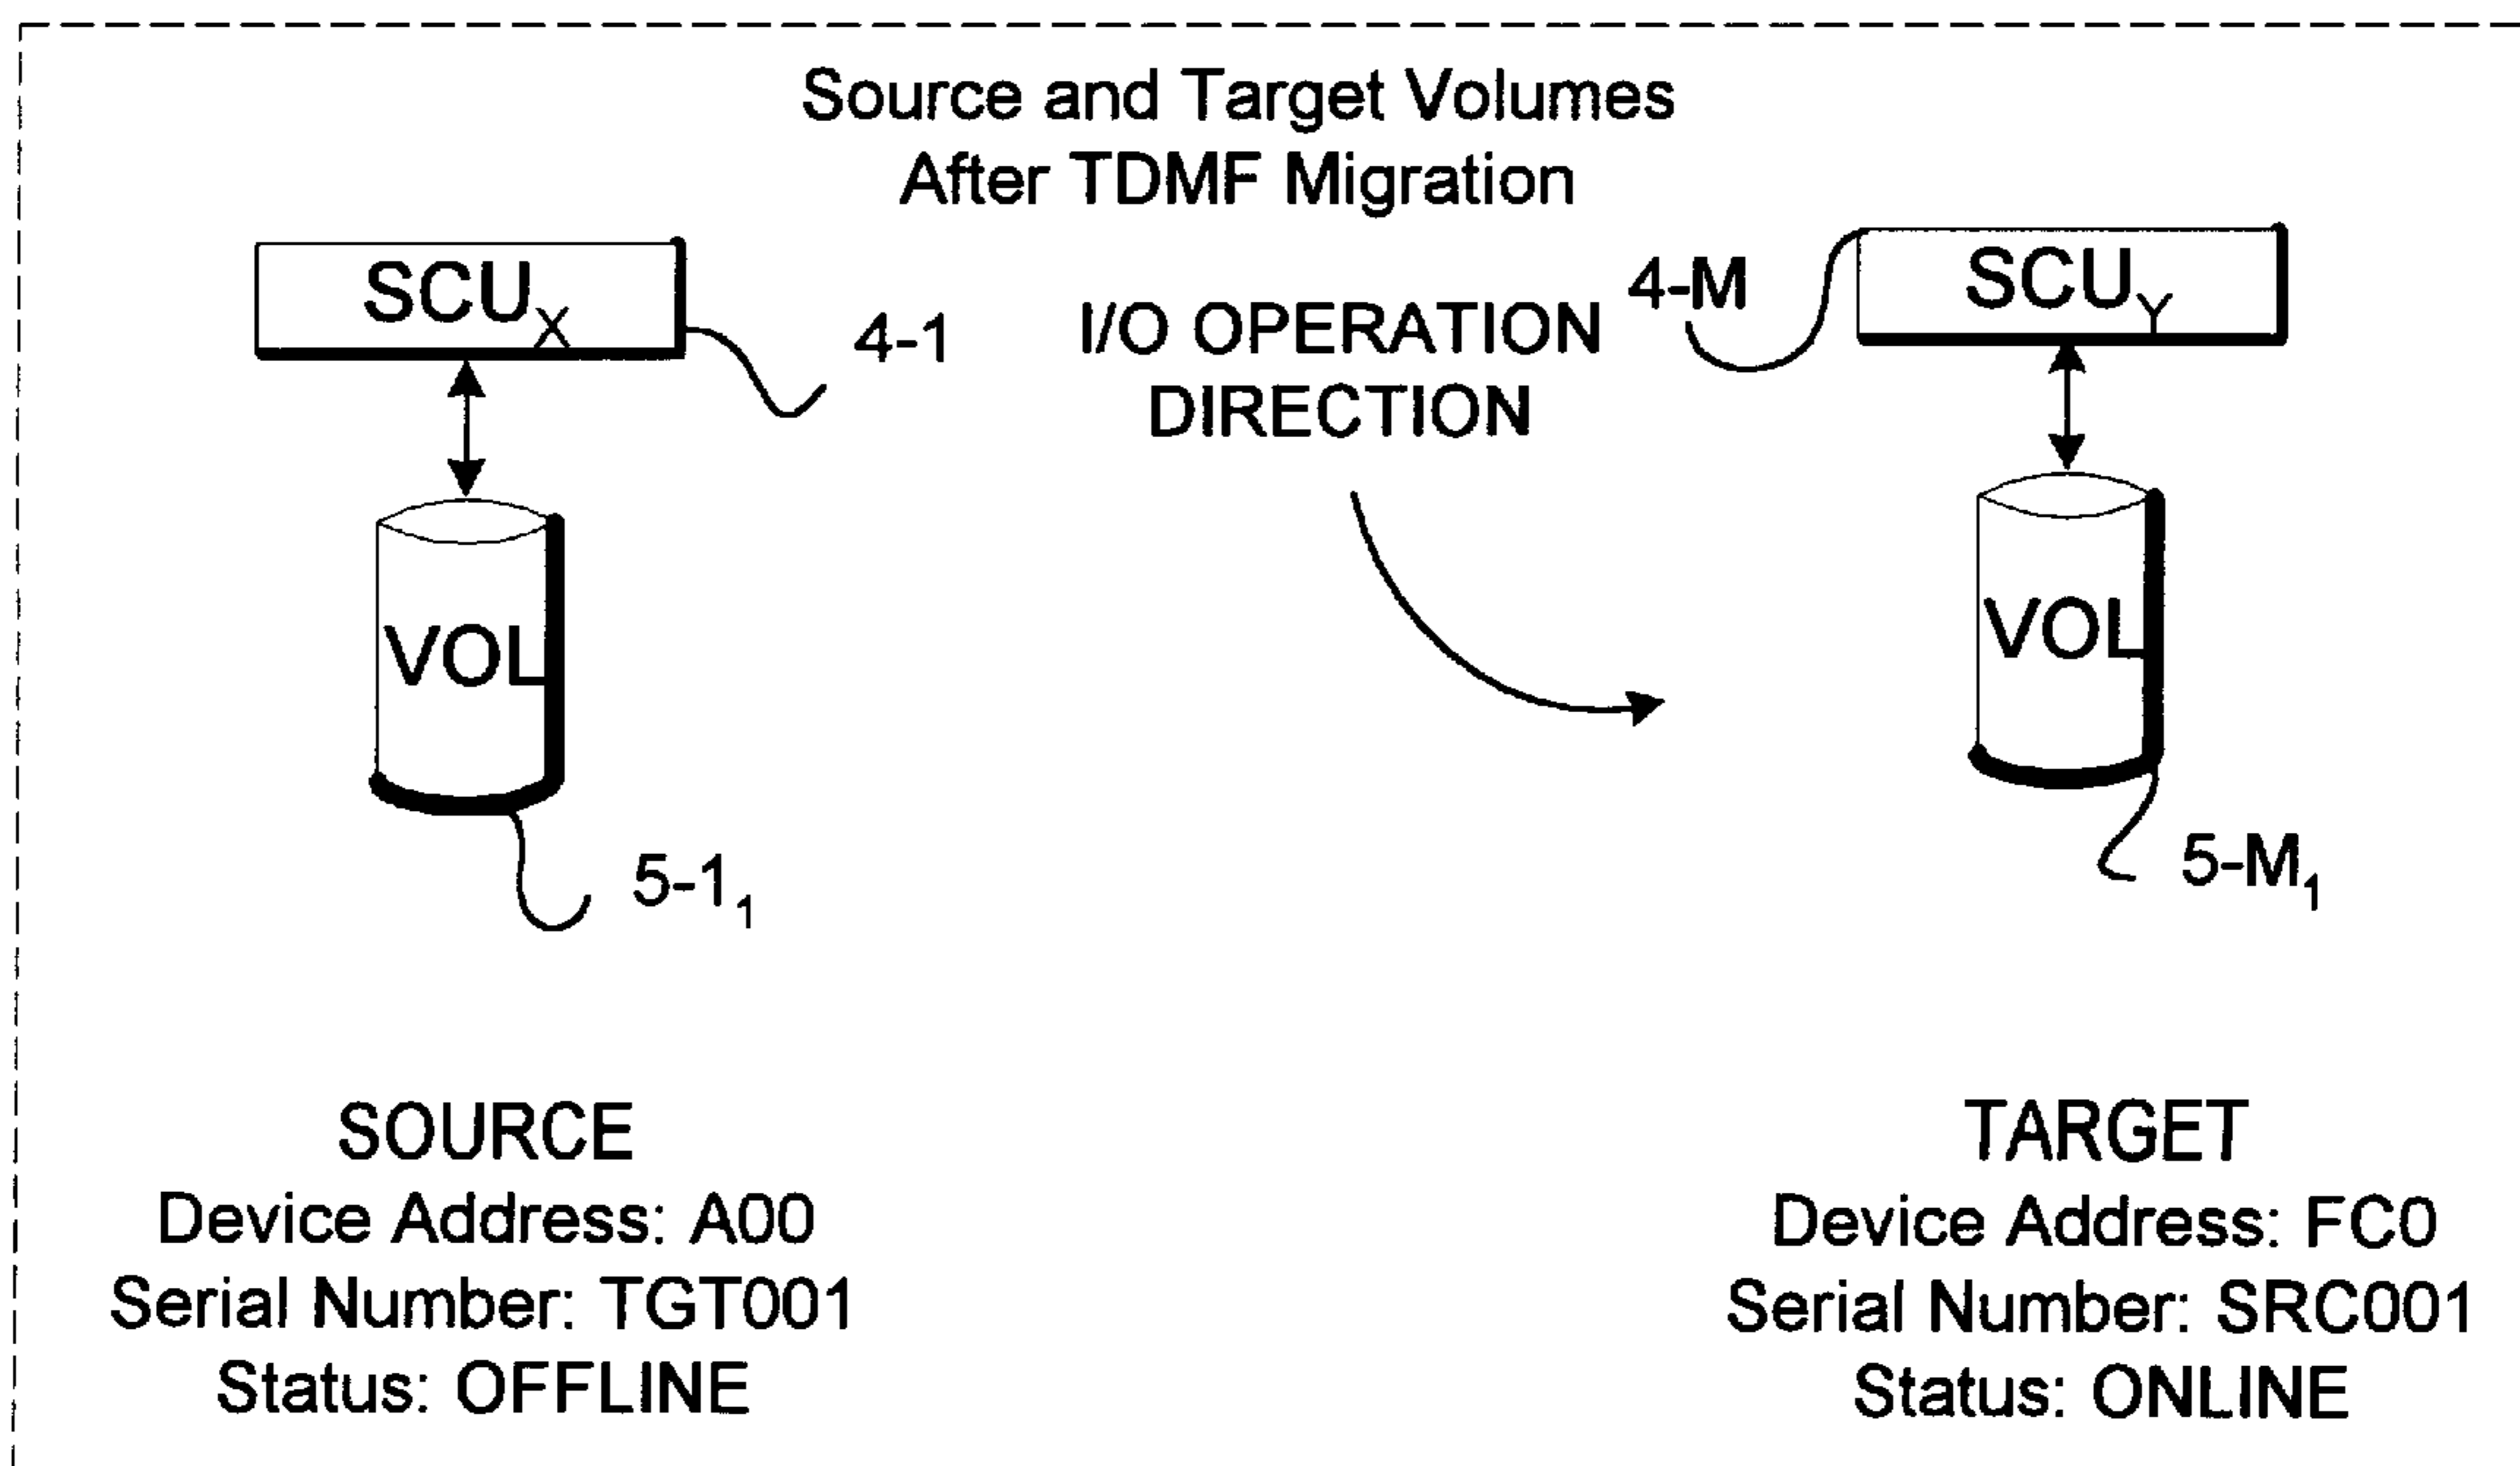 Source and Target Volumes
After TDMF Migration
SCUX
4-1
I/O OPERATION
DIRECTION
4-M
SCUY
VOL
5-11
VOL
5-M1
SOURCE
Device Address: A00
Serial Number: TGT001
Status: OFFLINE
TARGET
Device Address: FC0
Serial Number: SRC001
Status: ONLINE